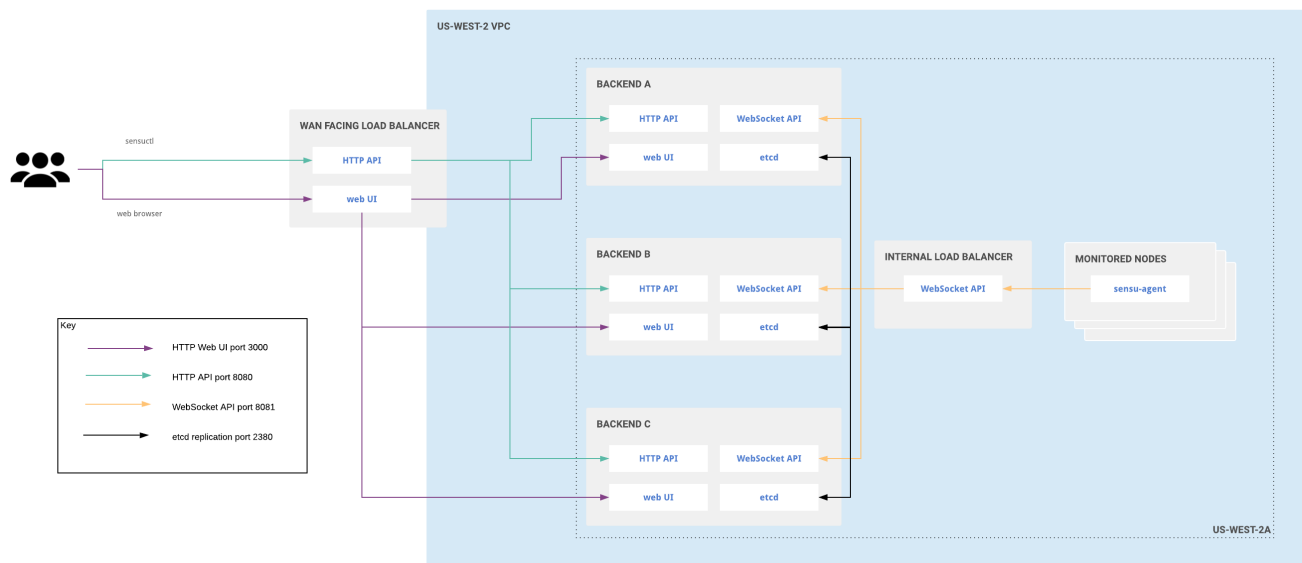 US-WEST-2 VPC
BACKEND A
HTTP API
WebSocket API
web UI
etcd
WAN FACING LOAD BALANCER
HTTP API
web UI
sensuctl
web browser
BACKEND B
HTTP API
WebSocket API
web UI
etcd
INTERNAL LOAD BALANCER
WebSocket API
MONITORED NODES
sensu-agent
Key
HTTP Web UI port 3000
HTTP API port 8080
WebSocket API port 8081
etcd replication port 2380
BACKEND C
HTTP API
WebSocket API
web UI
etcd
US-WEST-2A